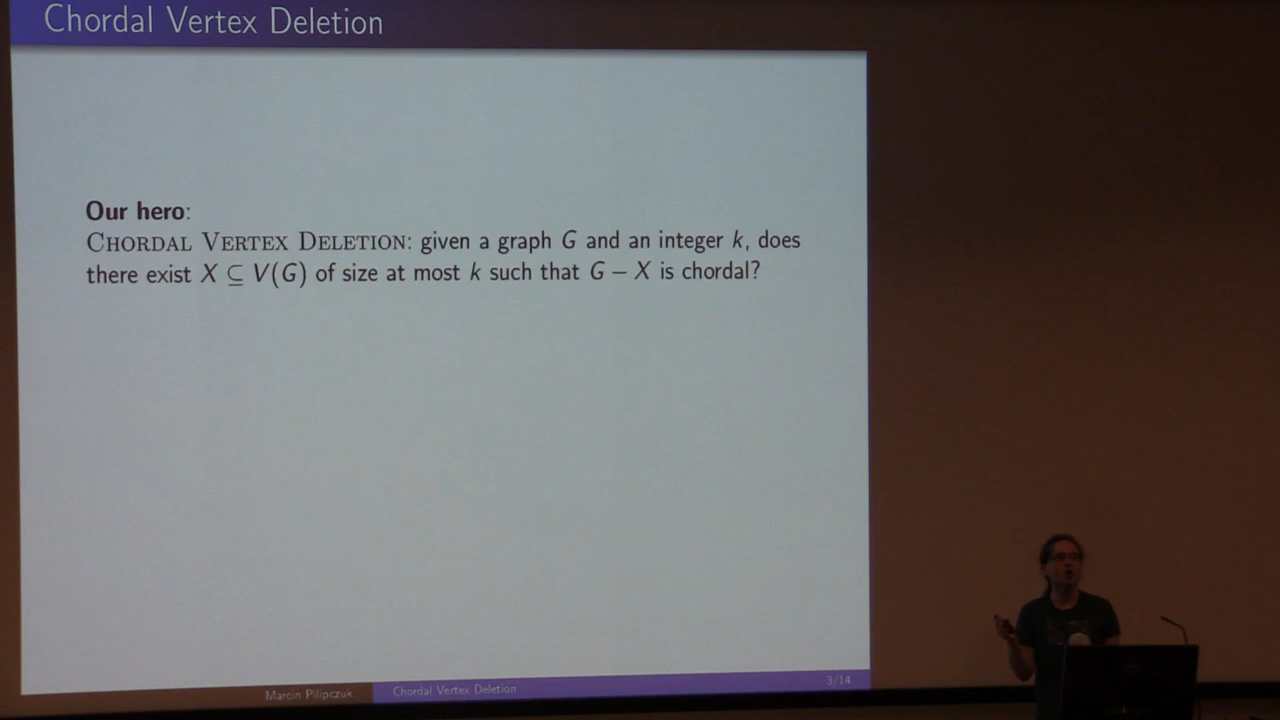 Chordal Vertex Deletion
Our hero:
Chordal Vertex Deletion: given a graph G and an integer k, does
there exist X ⊆ V(G) of size at most k such that G − X is chordal?
Marcin Pilipczuk
Chordal Vertex Deletion
3/14